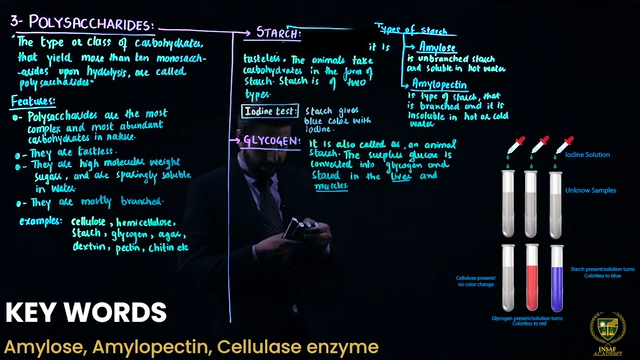 3- POLYSACCHARIDES:
"The type or class of carbohydrates,
that yield more than ten monosacch-
-arides upon hydrolysis, are called
polysaccharides"
Features:
Polysaccharides are the most
complex and most abundant
carbohydrates in nature.
They are tastless.
They are high molecular weight
sugars, and are sparingly soluble
in water.
They are mostly branched.
examples: cellulose, hemicellulose,
starch, glycogen, agar,
dextrin, pectin, chitin etc
STARCH:
it is
tasteless. The animals take
carbohydrates in the form of
starch. Starch is of two
types.
Iodine test: Starch gives
blue color with
iodine.
GLYCOGEN:
It is also called as, an animal
starch. The surplus glucose is
converted into glycogen and
stored in the liver and
muscles
Types of starch
Amylose
is unbranched starch
and soluble in hot water.
Amylopectin
is type of starch, that
is branched and it is
insoluble in hot or cold
water
Iodine Solution
Unknow Samples
Cellulose present/
no color change
Starch present/solution turns
Colorless to blue
Glycogen present/solution turns
Colorless to red
KEY WORDS
Amylose, Amylopectin, Cellulase enzyme
INSAF
ACADEMY